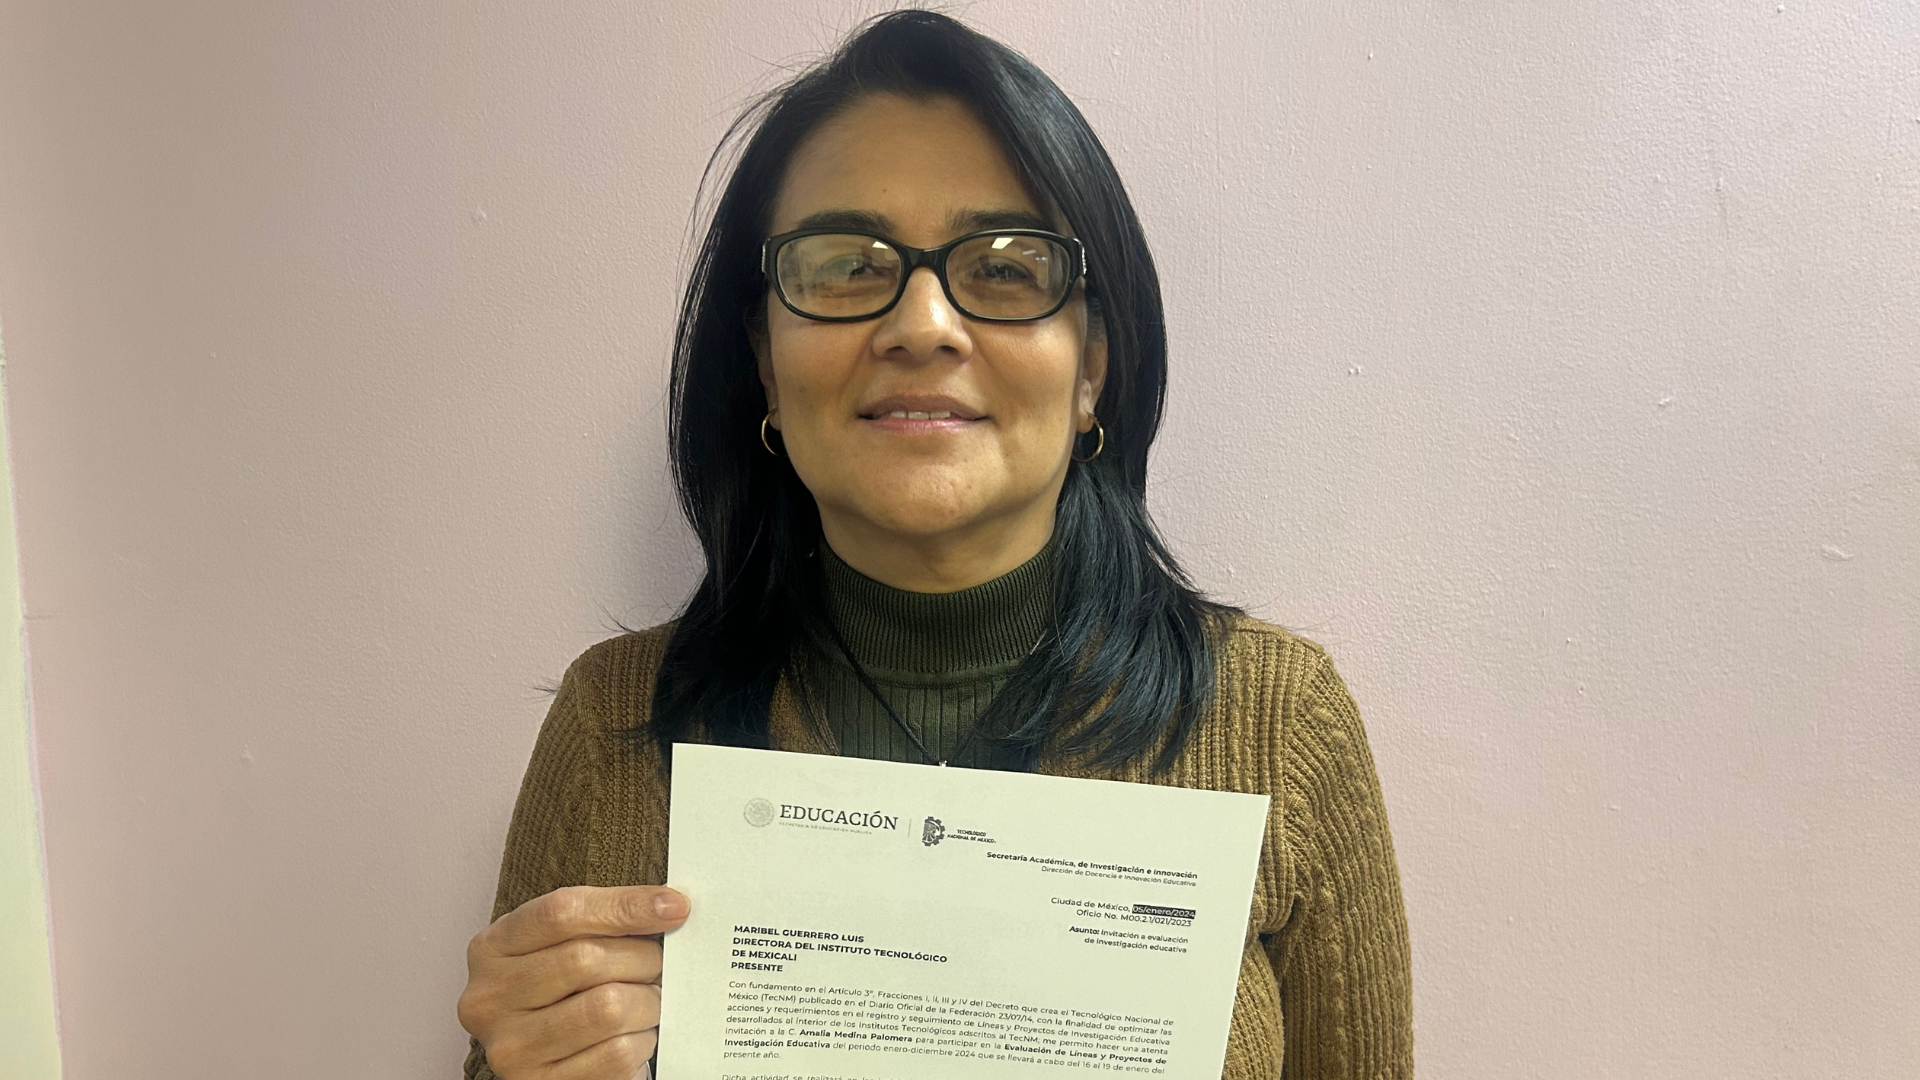 EDUCACIÓN
SECRETARÍA DE EDUCACIÓN PÚBLICA
TECNOLÓGICO
NACIONAL DE MÉXICO
Secretaría Académica, de Investigación e Innovación
Dirección de Docencia e Innovación Educativa
Ciudad de México, 05/enero/2024
Oficio No. M00.2.1/021/2023
Asunto: Invitación a evaluación
de investigación educativa
MARIBEL GUERRERO LUIS
DIRECTORA DEL INSTITUTO TECNOLÓGICO
DE MEXICALI
PRESENTE
Con fundamento en el Artículo 3°, Fracciones I, II, III y IV del Decreto que crea el Tecnológico Nacional de
México (TecNM) publicado en el Diario Oficial de la Federación 23/07/14, con la finalidad de optimizar las
acciones y requerimientos en el registro y seguimiento de Líneas y Proyectos de Investigación Educativa
desarrollados al interior de los Institutos Tecnológicos adscritos al TecNM; me permito hacer una atenta
invitación a la C. Amalia Medina Palomera para participar en la Evaluación de Líneas y Proyectos de
Investigación Educativa del periodo enero-diciembre 2024 que se llevará a cabo del 16 al 19 de enero del
presente año.
Dicha actividad se realizará en